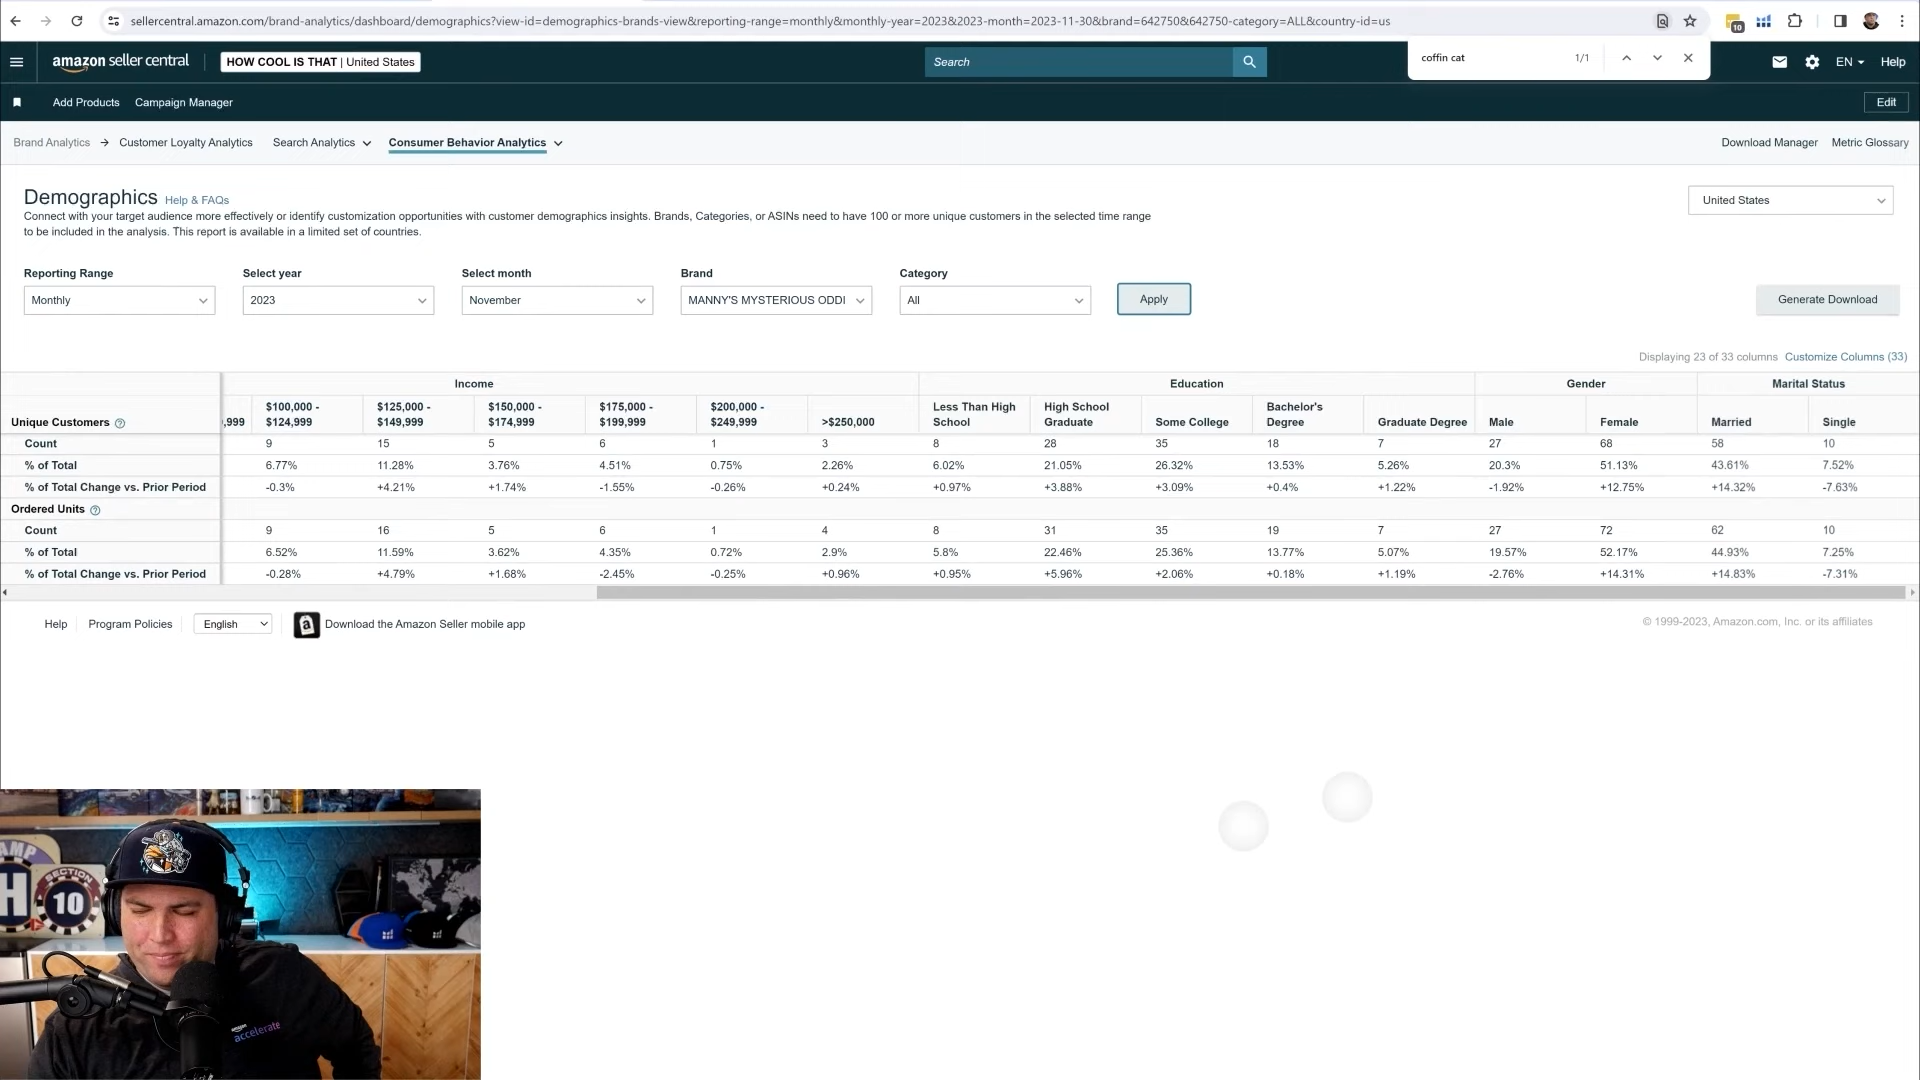 sellercentral.amazon.com/brand-analytics/dashboard/demographics?view-id=demographics-brands-view&reporting-range=monthly&monthly-year=2023&2023-month=2023-11-30&brand=642750&642750-category=ALL&country-id=us
10
coffin cat 1/1
amazon seller central HOW COOL IS THAT | United States Search EN Help
Add Products Campaign Manager Edit
Brand Analytics → Customer Loyalty Analytics Search Analytics Consumer Behavior Analytics Download Manager Metric Glossary
Demographics Help & FAQs
Connect with your target audience more effectively or identify customization opportunities with customer demographics insights. Brands, Categories, or ASINs need to have 100 or more unique customers in the selected time range
to be included in the analysis. This report is available in a limited set of countries.
United States
Reporting Range Select year Select month Brand Category
Monthly 2023 November MANNY'S MYSTERIOUS ODDI All Apply Generate Download
Displaying 23 of 33 columns Customize Columns (33)
Income Education Gender Marital Status
$100,000 - $125,000 - $150,000 - $175,000 - $200,000 - Less Than High High School Bachelor's
Unique Customers ,999 $124,999 $149,999 $174,999 $199,999 $249,999 >$250,000 School Graduate Some College Degree Graduate Degree Male Female Married Single
Count 9 15 5 6 1 3 8 28 35 18 7 27 68 58 10
% of Total 6.77% 11.28% 3.76% 4.51% 0.75% 2.26% 6.02% 21.05% 26.32% 13.53% 5.26% 20.3% 51.13% 43.61% 7.52%
% of Total Change vs. Prior Period -0.3% +4.21% +1.74% -1.55% -0.26% +0.24% +0.97% +3.88% +3.09% +0.4% +1.22% -1.92% +12.75% +14.32% -7.63%
Ordered Units
Count 9 16 5 6 1 4 8 31 35 19 7 27 72 62 10
% of Total 6.52% 11.59% 3.62% 4.35% 0.72% 2.9% 5.8% 22.46% 25.36% 13.77% 5.07% 19.57% 52.17% 44.93% 7.25%
% of Total Change vs. Prior Period -0.28% +4.79% +1.68% -2.45% -0.25% +0.96% +0.95% +5.96% +2.06% +0.18% +1.19% -2.76% +14.31% +14.83% -7.31%
Help Program Policies English Download the Amazon Seller mobile app © 1999-2023, Amazon.com, Inc. or its affiliates
AMP
H
SECTION
10
amazon
accelerate